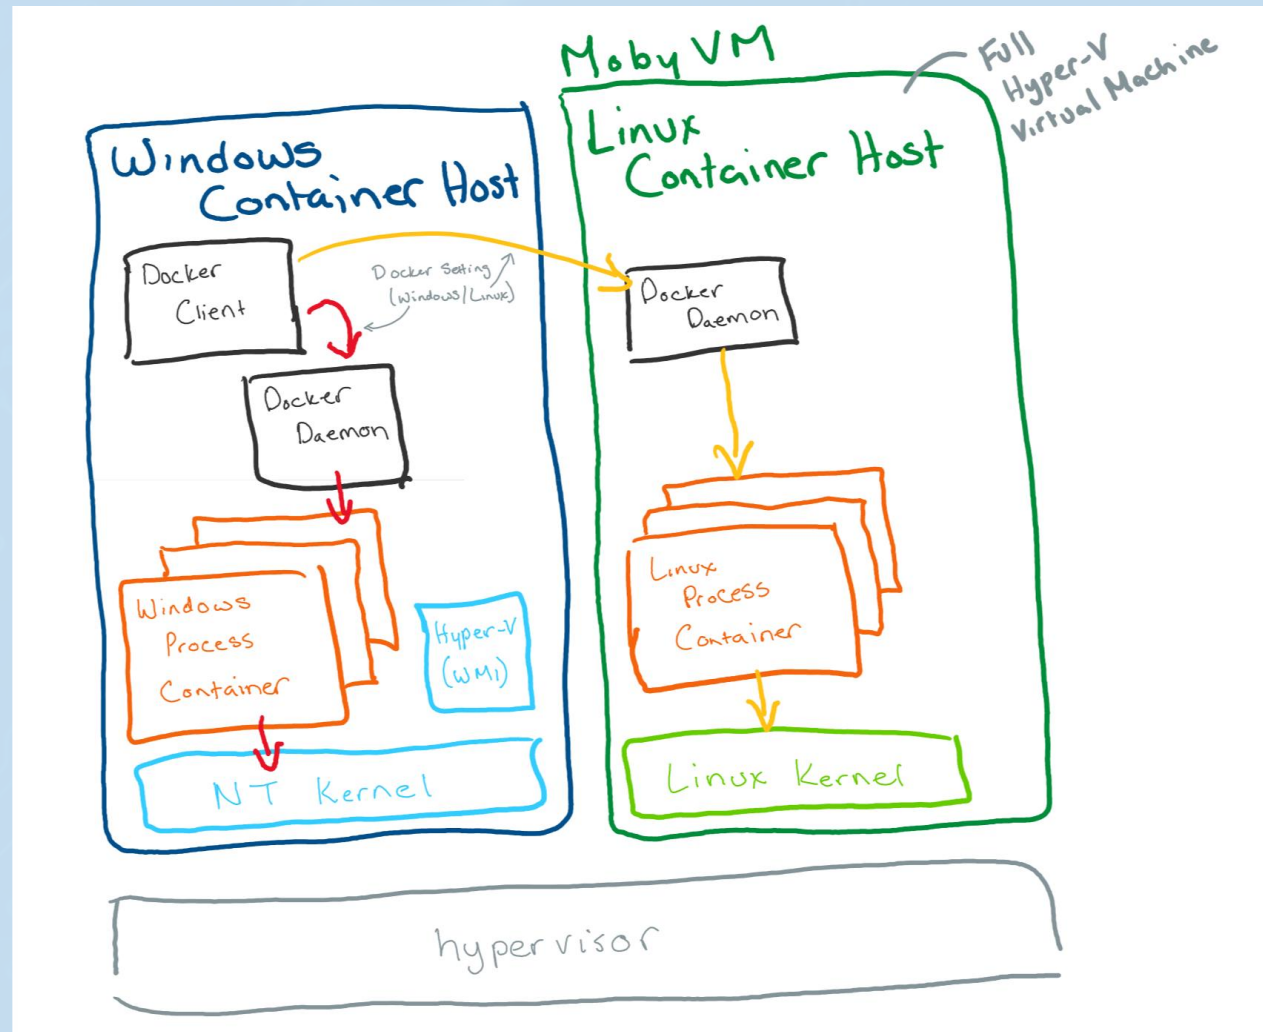 Moby VM
Full
Hyper-V
Virtual Machine
Windows
Container Host
Linux
Container Host
Docker
Client
Docker Setting
(Windows/Linux)
Docker
Daemon
Docker
Daemon
Windows
Process
Container
Hyper-V
(WMI)
Linux
Process
Container
NT Kernel
Linux Kernel
hypervisor